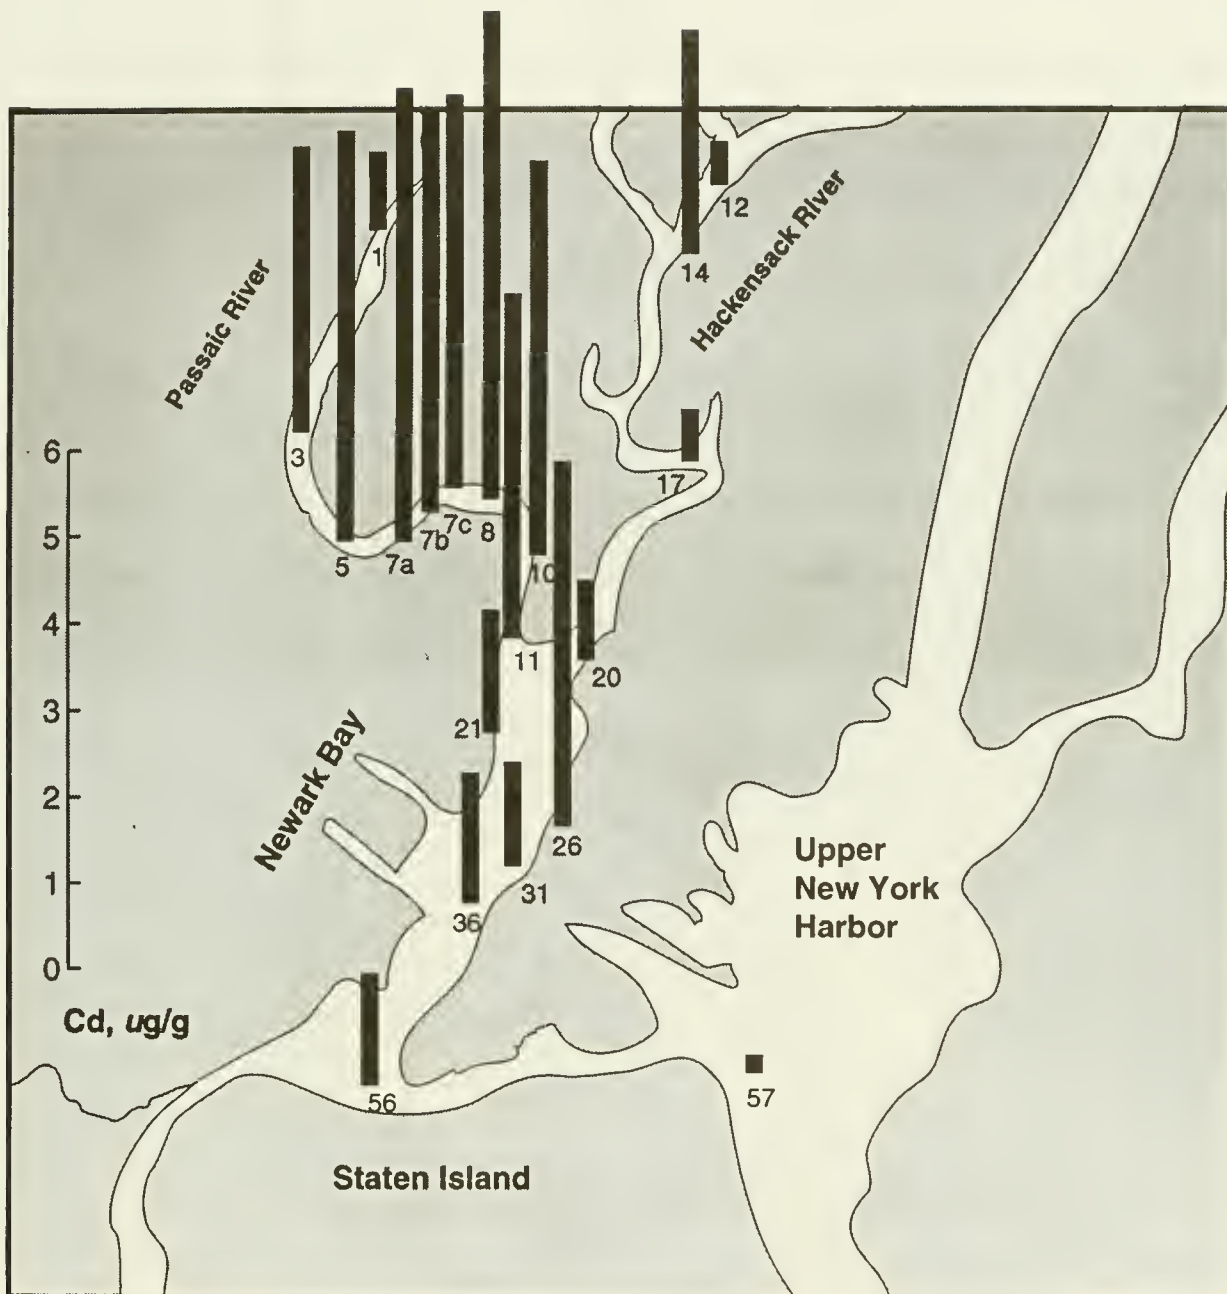 12
1
14
Passaic River
Hackensack River
3
17
6
5
4
3
2
1
0
5
7a
7b
7c
8
10
11
20
21
Newark Bay
26
31
36
Upper
New York
Harbor
Cd, ug/g
56
57
Staten Island